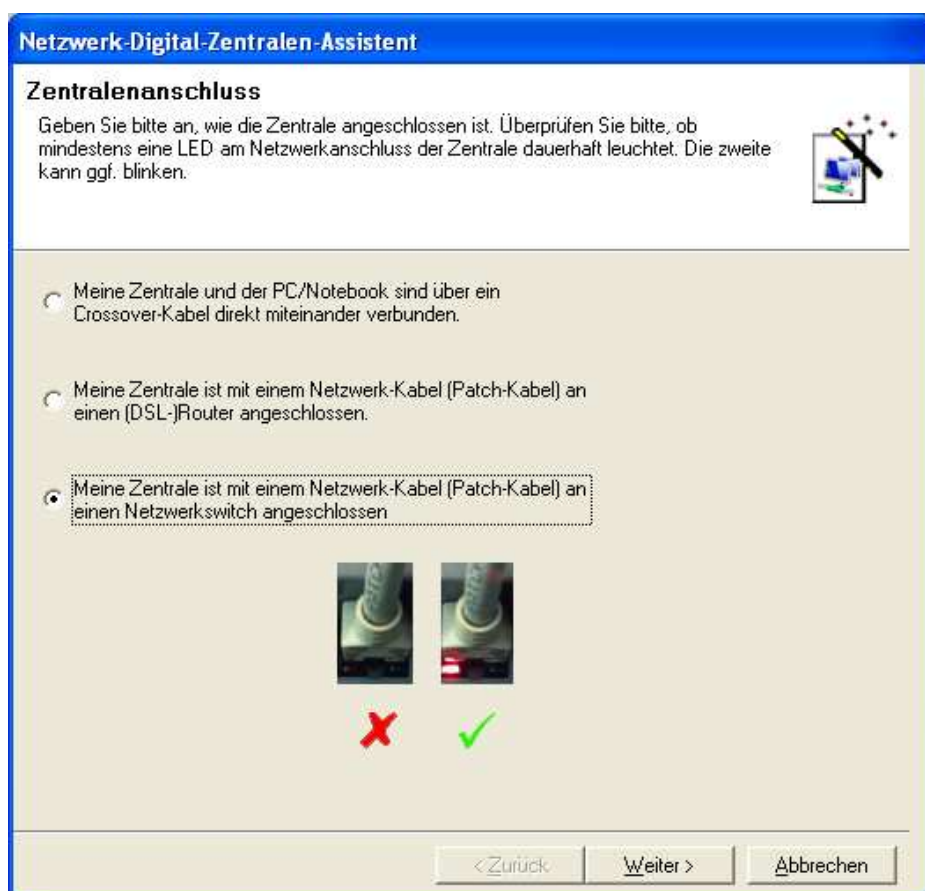 Netzwerk-Digital-Zentralen-Assistent
Zentralenanschluss
Geben Sie bitte an, wie die Zentrale angeschlossen ist. Überprüfen Sie bitte, ob
mindestens eine LED am Netzwerkanschluss der Zentrale dauerhaft leuchtet. Die zweite
kann ggf. blinken.
Meine Zentrale und der PC/Notebook sind über ein
Crossover-Kabel direkt miteinander verbunden.
Meine Zentrale ist mit einem Netzwerk-Kabel (Patch-Kabel) an
einen (DSL-)Router angeschlossen.
Meine Zentrale ist mit einem Netzwerk-Kabel (Patch-Kabel) an
einen Netzwerkswitch angeschlossen
< Zurück Weiter > Abbrechen